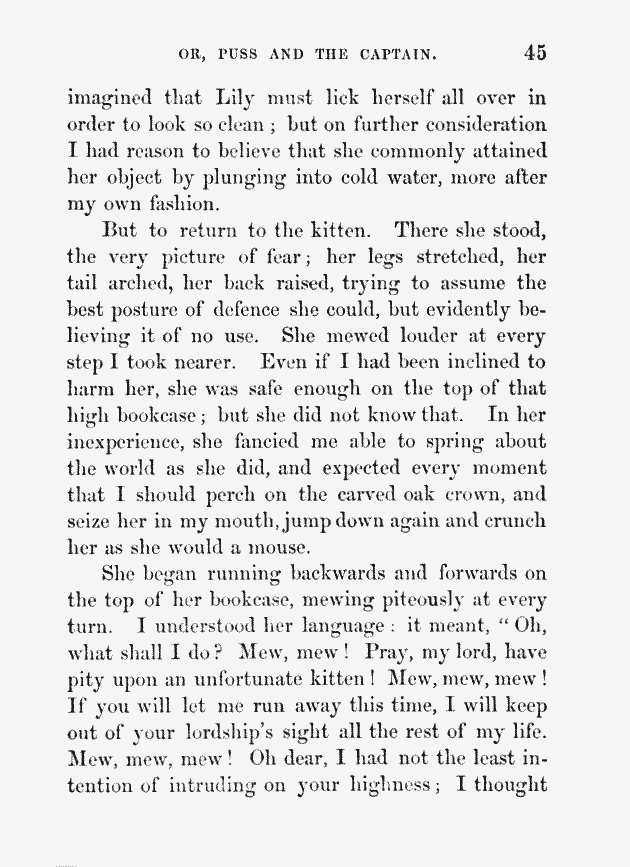 OR, PUSS AND THE CAPTAIN. 45
imagined that Lily must lick herself all over in
order to look so clean ; but on further consideration
I had reason to believe that she commonly attained
her object by plunging into cold water, more after
my own fashion.
But to return to the kitten. There she stood,
the very picture of fear ; her legs stretched, her
tail arched, her back raised, trying to assume the
best posture of defence she could, but evidently be-
lieving it of no use. She mewed louder at every
step I took nearer. Even if I had been inclined to
harm her, she was safe enough on the top of that
high bookcase ; but she did not know that. In her
inexperience, she fancied me able to spring about
the world as she did, and expected every moment
that I should perch on the carved oak crown, and
seize her in my mouth, jump down again and crunch
her as she would a mouse.
She began running backwards and forwards on
the top of her bookcase, mewing piteously at every
turn. I understood her language : it meant, " Oh,
what shall I do ? Mew, mew ! Pray, my lord, have
pity upon an unfortunate kitten ! Mew, mew, mew !
If you will let me run away this time, I will keep
out of your lordship's sight all the rest of my life.
Mew, mew, mew ! Oh dear, I had not the least in-
tention of intruding on your highness ; I thought